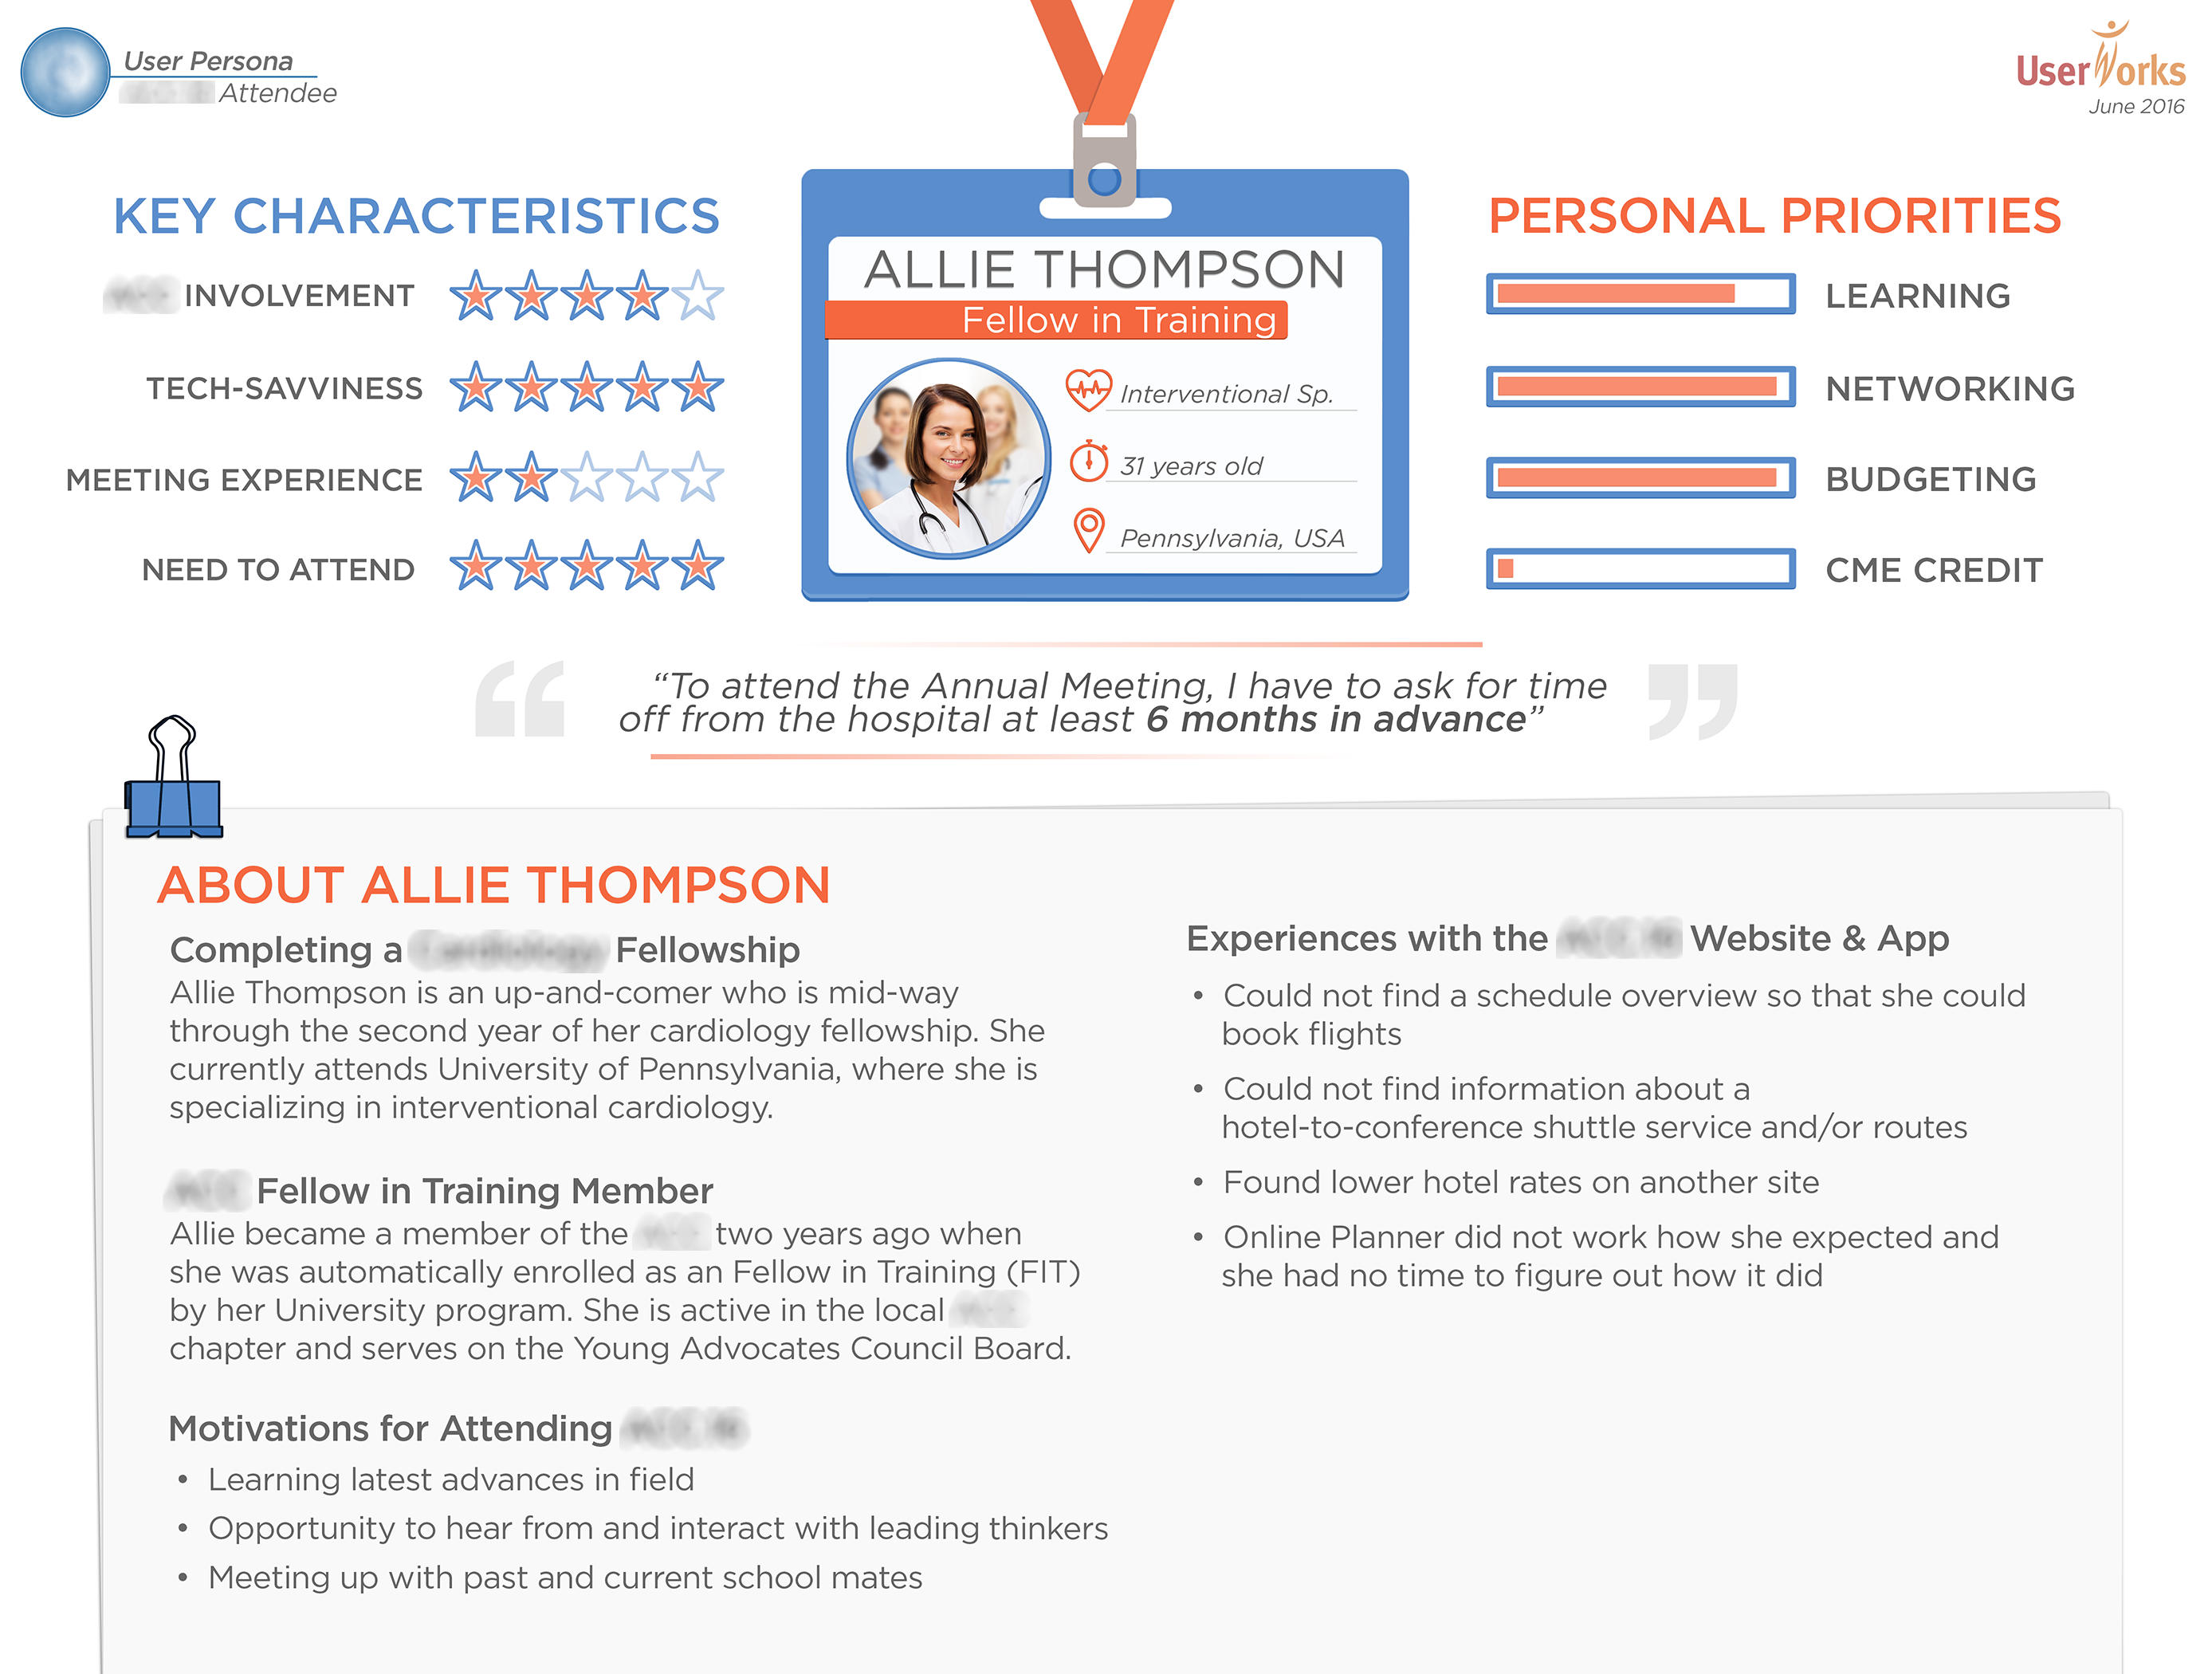 User Persona
Attendee
UserWorks
June 2016
KEY CHARACTERISTICS
INVOLVEMENT
TECH-SAVVINESS
MEETING EXPERIENCE
NEED TO ATTEND
ALLIE THOMPSON
Fellow in Training
Interventional Sp.
31 years old
Pennsylvania, USA
PERSONAL PRIORITIES
LEARNING
NETWORKING
BUDGETING
CME CREDIT
“To attend the Annual Meeting, I have to ask for time
off from the hospital at least 6 months in advance”
ABOUT ALLIE THOMPSON
Completing a Fellowship
Allie Thompson is an up-and-comer who is mid-way
through the second year of her cardiology fellowship. She
currently attends University of Pennsylvania, where she is
specializing in interventional cardiology.
Fellow in Training Member
Allie became a member of the two years ago when
she was automatically enrolled as an Fellow in Training (FIT)
by her University program. She is active in the local
chapter and serves on the Young Advocates Council Board.
Motivations for Attending
• Learning latest advances in field
• Opportunity to hear from and interact with leading thinkers
• Meeting up with past and current school mates
Experiences with the Website & App
• Could not find a schedule overview so that she could
book flights
• Could not find information about a
hotel-to-conference shuttle service and/or routes
• Found lower hotel rates on another site
• Online Planner did not work how she expected and
she had no time to figure out how it did